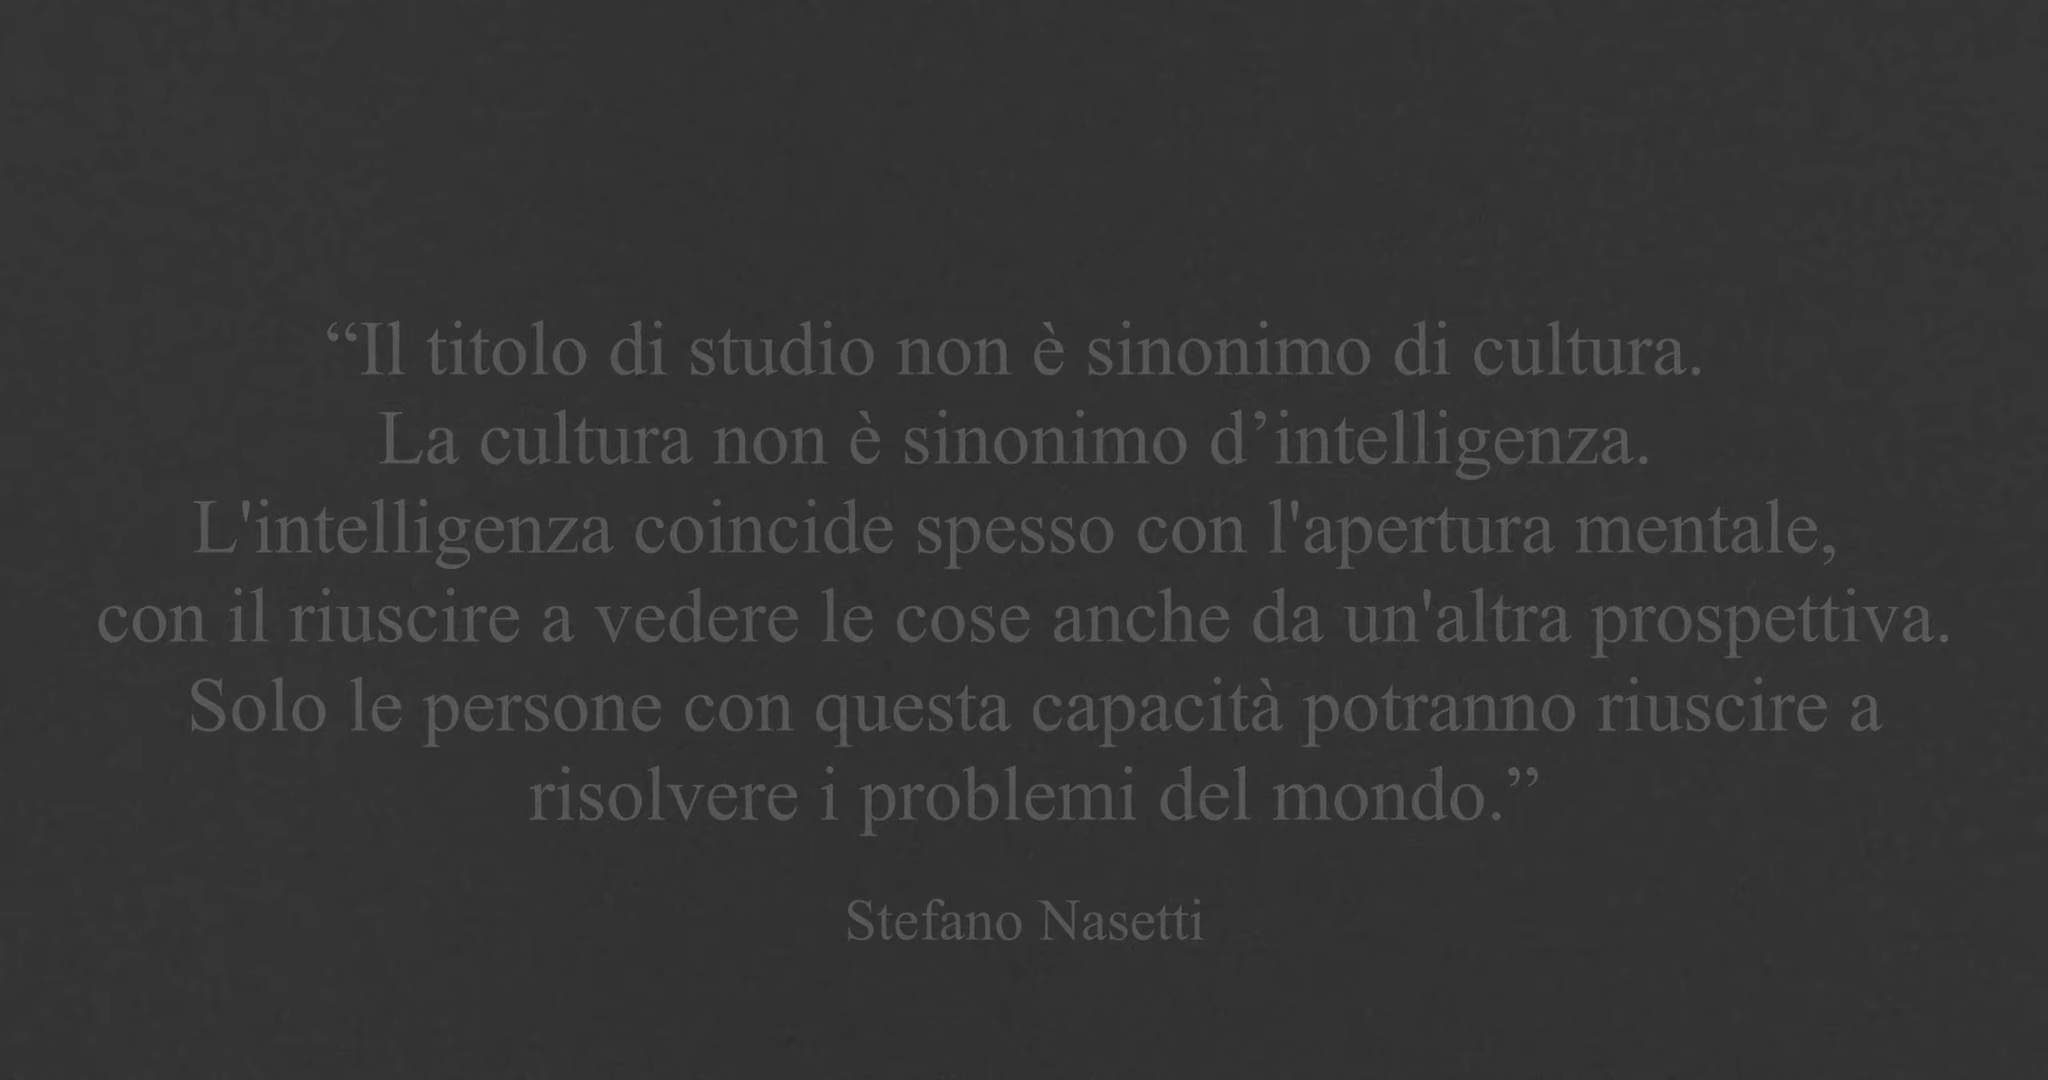 “Il titolo di studio non è sinonimo di cultura.
La cultura non è sinonimo d’intelligenza.
L'intelligenza coincide spesso con l'apertura mentale,
con il riuscire a vedere le cose anche da un'altra prospettiva.
Solo le persone con questa capacità potranno riuscire a
risolvere i problemi del mondo.”
Stefano Nasetti